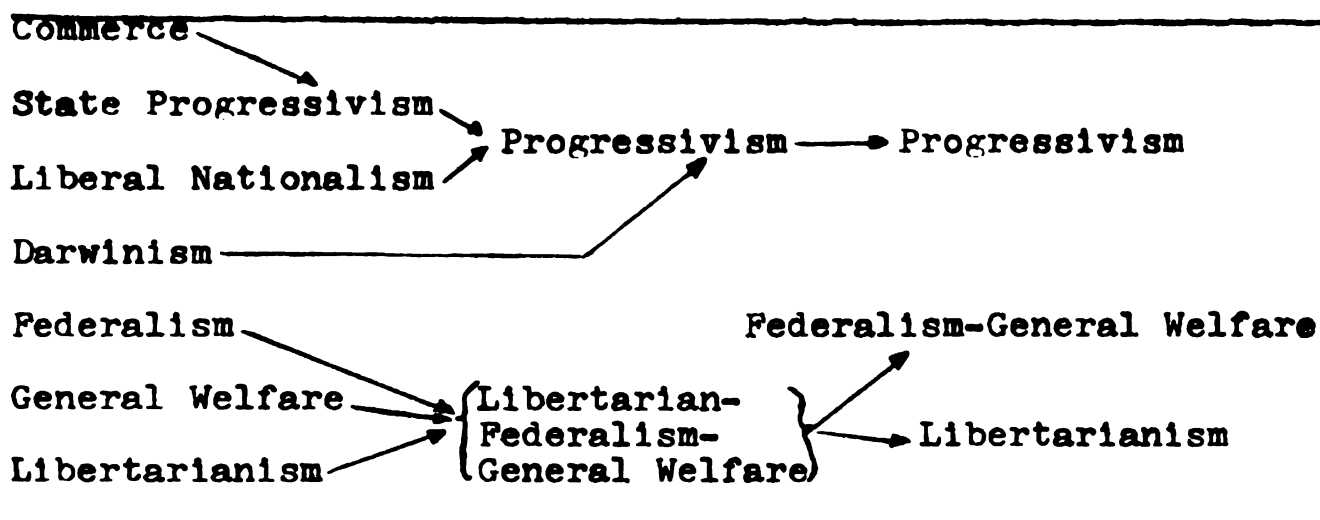 Commerce
State Progressivism
Progressivism Progressivism
Liberal Nationalism
Darwinism
Federalism Federalism-General Welfare
General Welfare Libertarian-
Federalism- Libertarianism
Libertarianism General Welfare